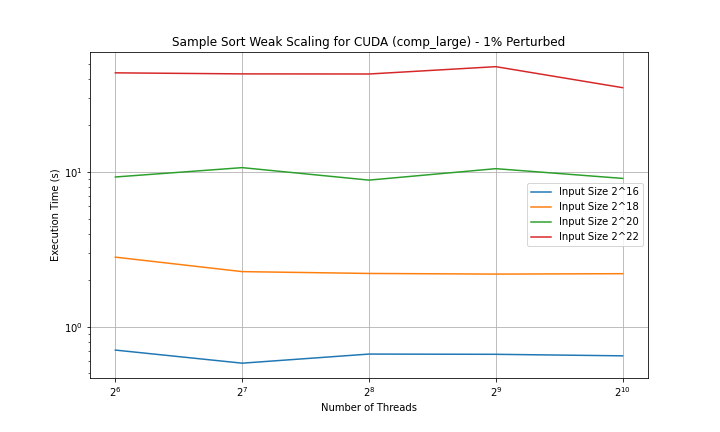 Sample Sort Weak Scaling for CUDA (comp_large) - 1% Perturbed
Execution Time (s)
10^1
10^0
Input Size 2^16
Input Size 2^18
Input Size 2^20
Input Size 2^22
2^6 2^7 2^8 2^9 2^10
Number of Threads